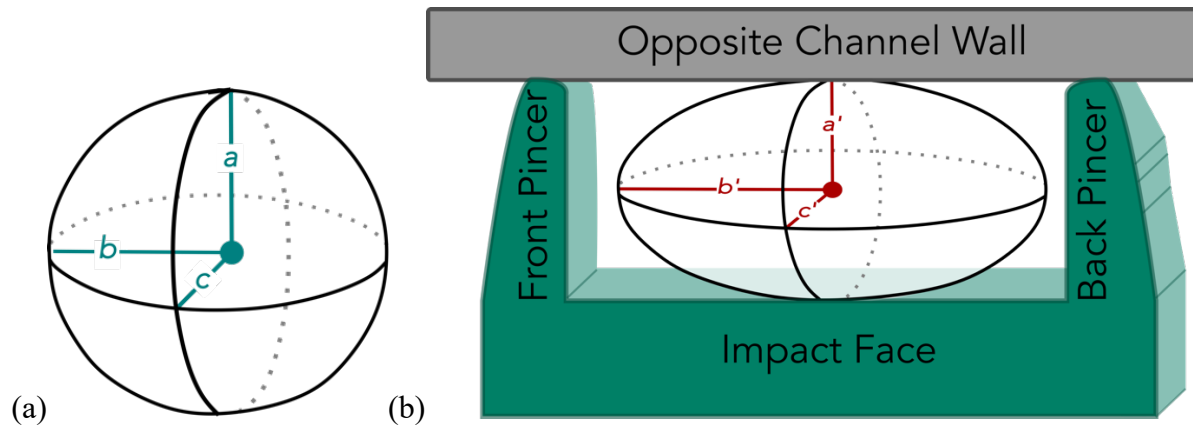 a
b
c
(a)
Opposite Channel Wall
Front Pincer
a'
b'
c'
Back Pincer
Impact Face
(b)